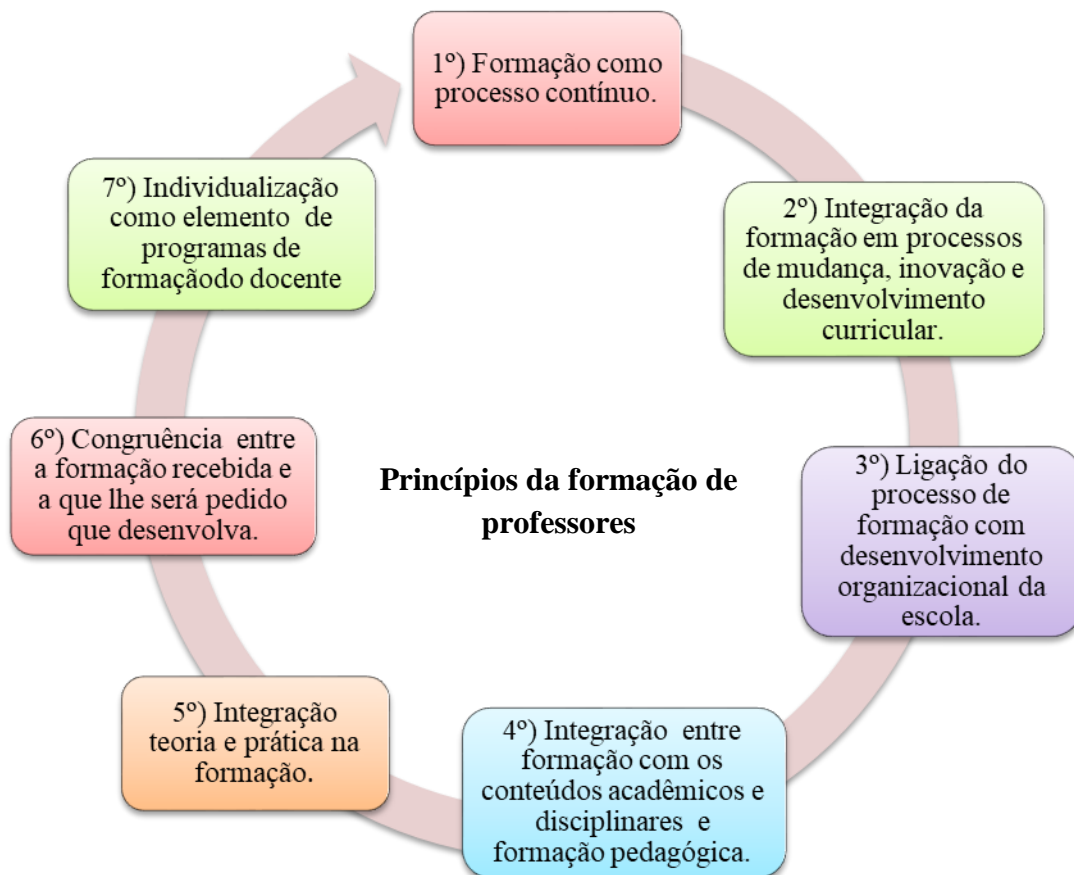 1º) Formação como
processo contínuo.
2º) Integração da
formação em processos
de mudança, inovação e
desenvolvimento
curricular.
3º) Ligação do
processo de
formação com
desenvolvimento
organizacional da
escola.
4º) Integração entre
formação com os
conteúdos acadêmicos e
disciplinares e
formação pedagógica.
5º) Integração
teoria e prática na
formação.
6º) Congruência entre
a formação recebida e
a que lhe será pedido
que desenvolva.
7º) Individualização
como elemento de
programas de
formaçãodo docente
Princípios da formação de
professores